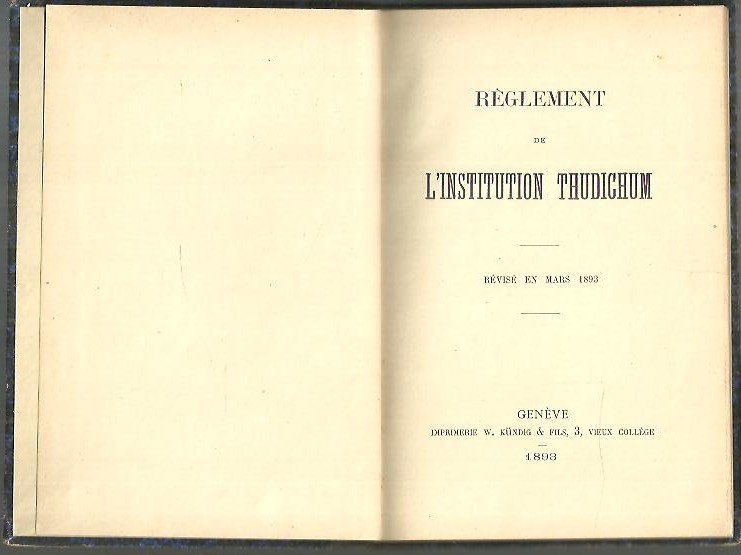 RÈGLEMENT
DE
L'INSTITUTION THUDICHUM
RÉVISÉ EN MARS 1893
GENÈVE
IMPRIMERIE W. KÜNDIG & FILS, 3, VIEUX COLLÈGE
1893